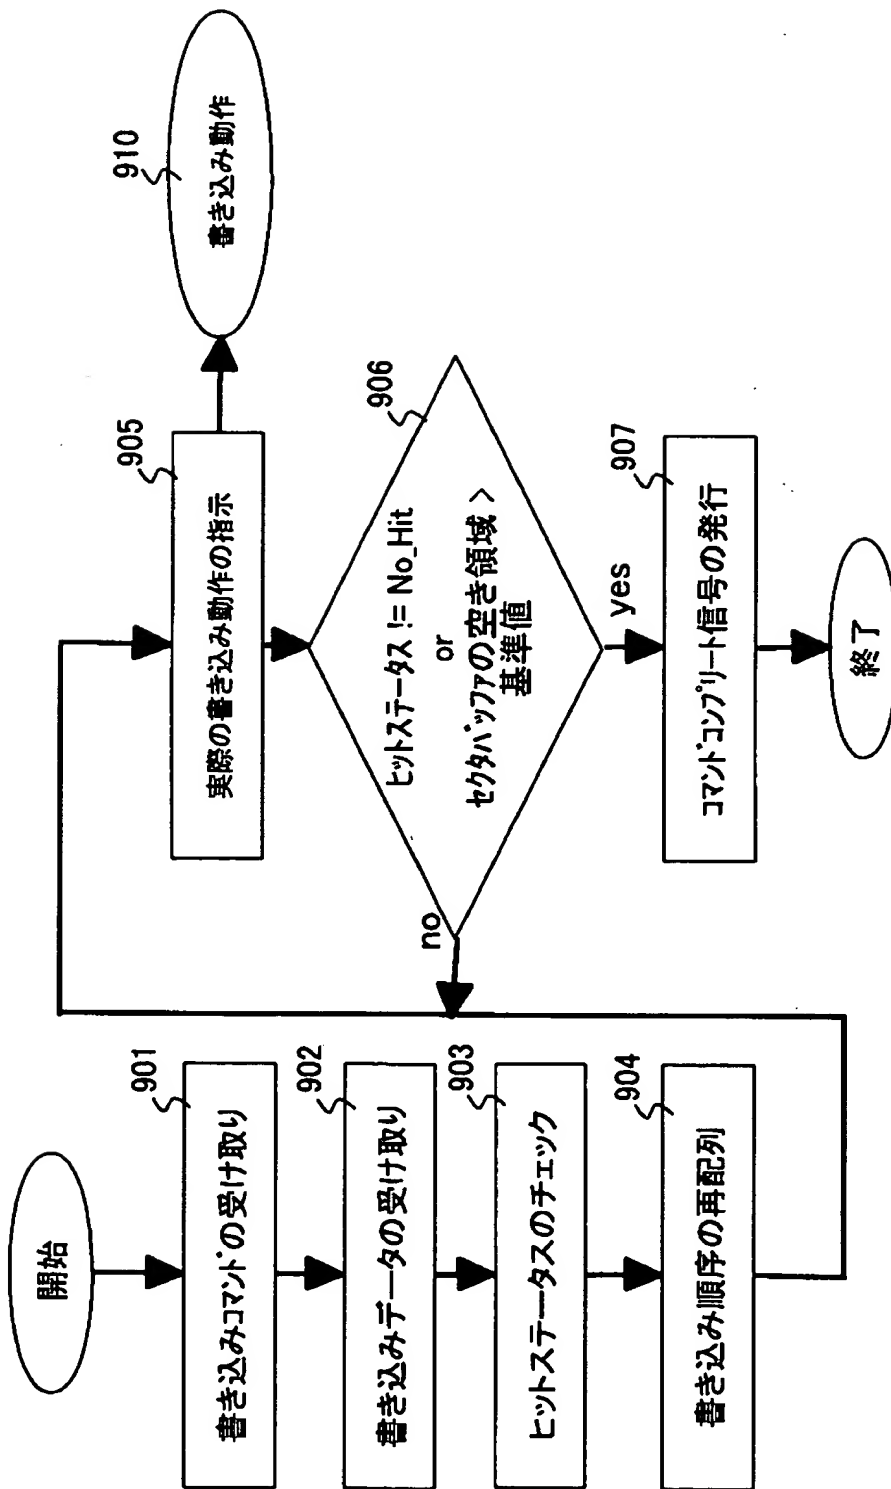 開始
901
書き込みコマンドの受け取り
902
書き込みデータの受け取り
903
ヒットステータスのチェック
904
書き込み順序の再配列
905
実際の書き込み動作の指示
910
書き込み動作
906
ヒットステータス != No_Hit
or
セクタバッファの空き領域 >
基準値
no
yes
907
コマンドコンプリート信号の発行
終了